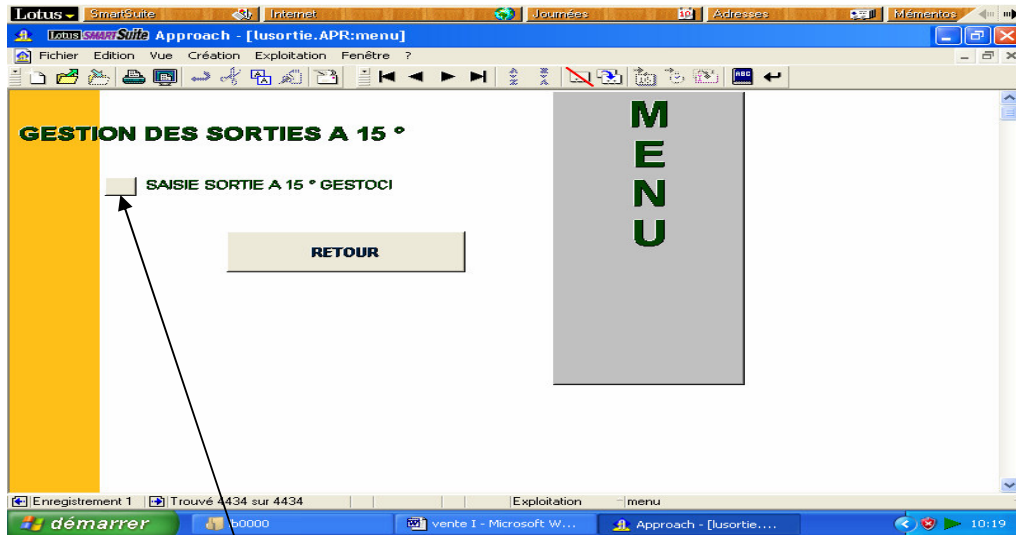 Lotus SmartSuite Internet Journées 10 Adresses Mémentos
Lotus SMARTSuite Approach - [lusortie.APR:menu]
Fichier Edition Vue Création Exploitation Fenêtre ?
GESTION DES SORTIES A 15 °
SAISIE SORTIE A 15 ° GESTOCI
RETOUR
M
E
N
U
Enregistrement 1 Trouvé 4434 sur 4434 Exploitation menu
démarrer b0000 vente I - Microsoft W... Approach - [lusortie.... 10:19